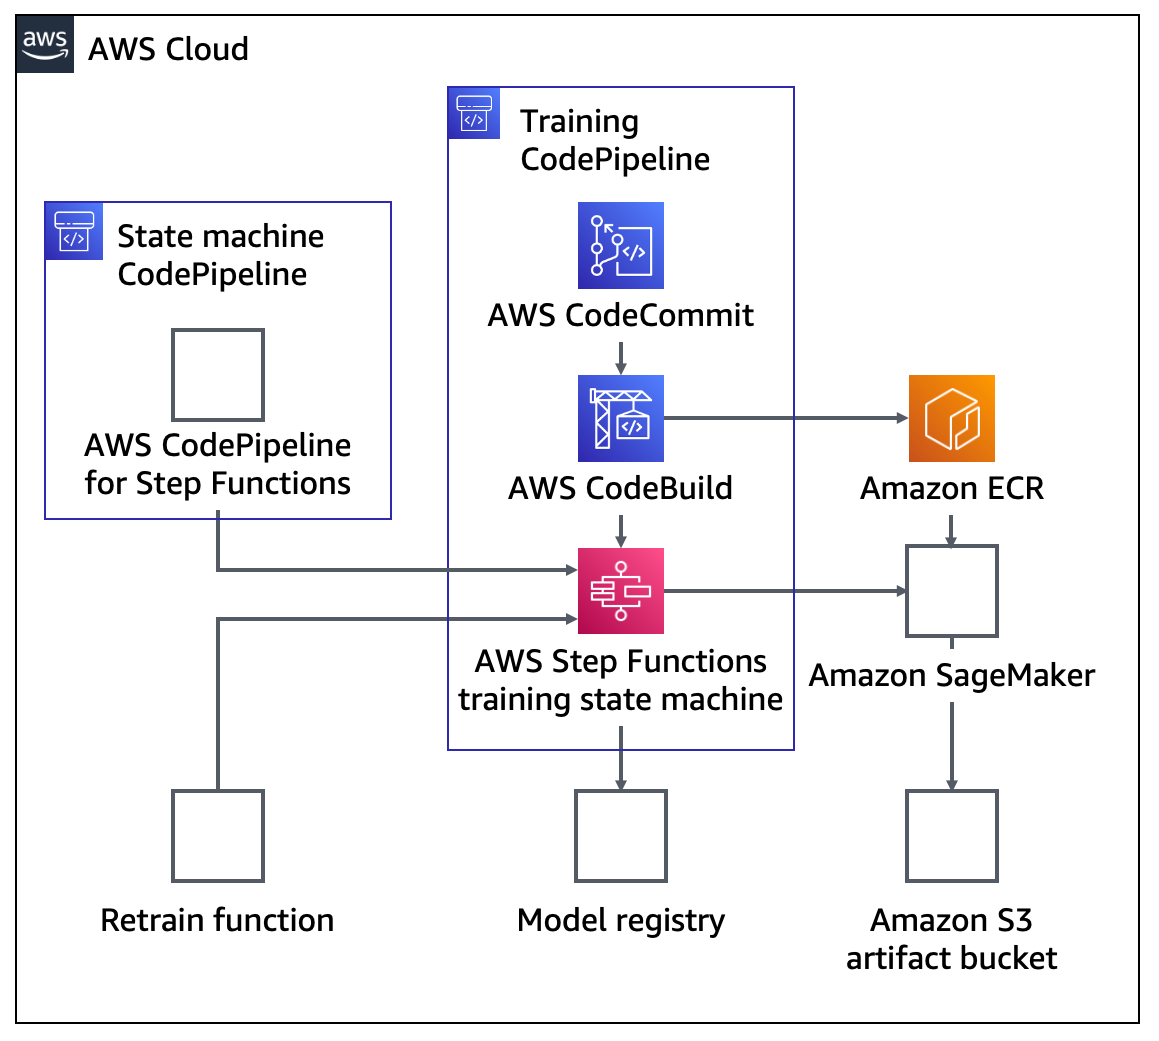 aws
AWS Cloud
Training
CodePipeline
State machine
CodePipeline
AWS CodeCommit
AWS CodePipeline
for Step Functions
AWS CodeBuild
Amazon ECR
AWS Step Functions
training state machine
Amazon SageMaker
Retrain function
Model registry
Amazon S3
artifact bucket